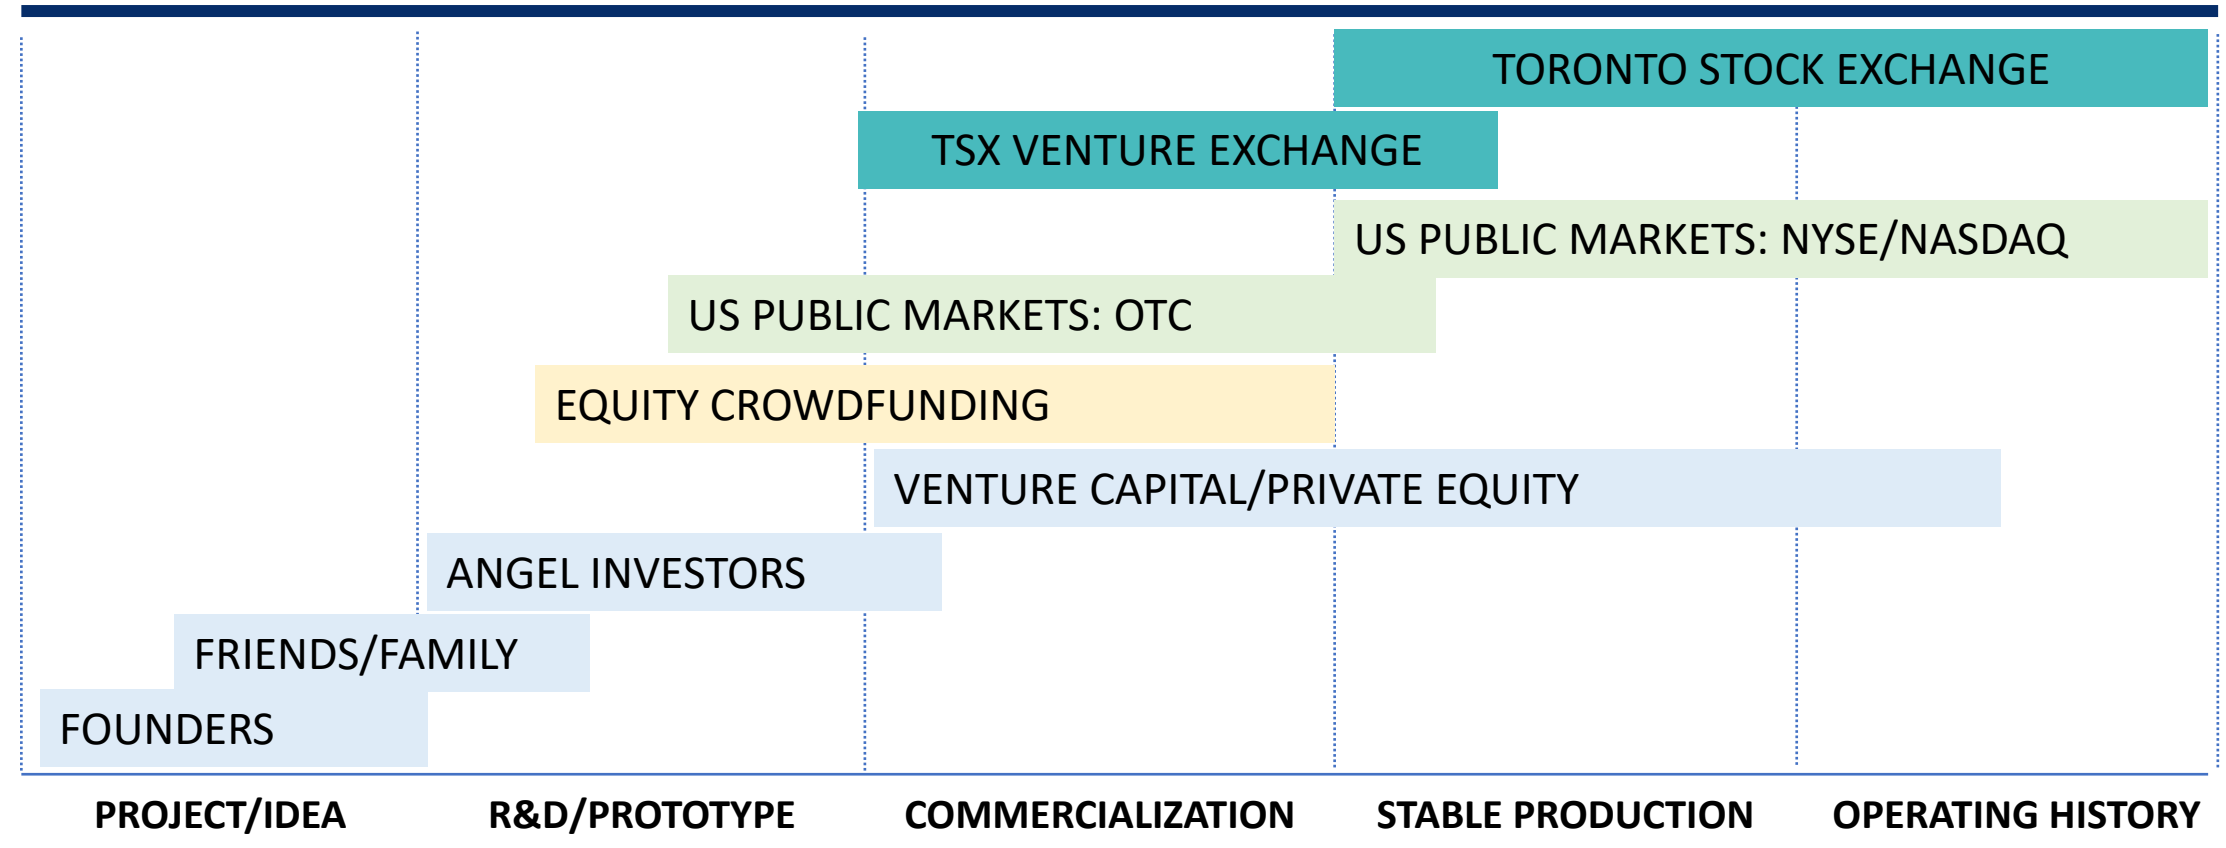 TORONTO STOCK EXCHANGE
TSX VENTURE EXCHANGE
US PUBLIC MARKETS: NYSE/NASDAQ
US PUBLIC MARKETS: OTC
EQUITY CROWDFUNDING
VENTURE CAPITAL/PRIVATE EQUITY
ANGEL INVESTORS
FRIENDS/FAMILY
FOUNDERS
PROJECT/IDEA
R&D/PROTOTYPE
COMMERCIALIZATION
STABLE PRODUCTION
OPERATING HISTORY